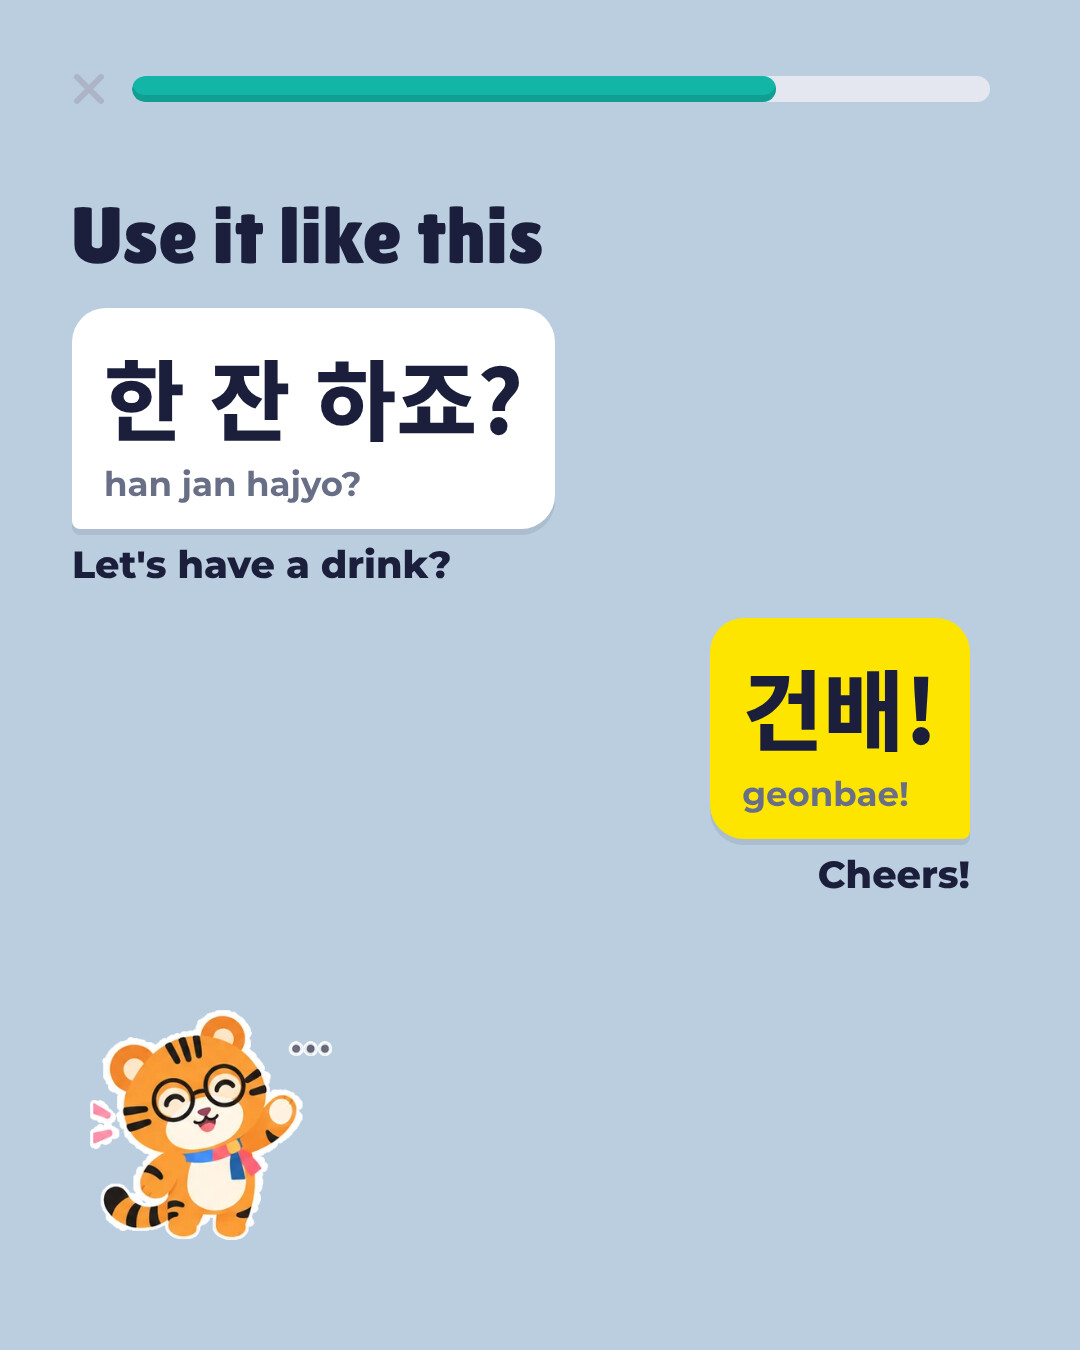 Use it like this
한 잔 하죠?
han jan hajyo?
Let's have a drink?
건배!
geonbae!
Cheers!